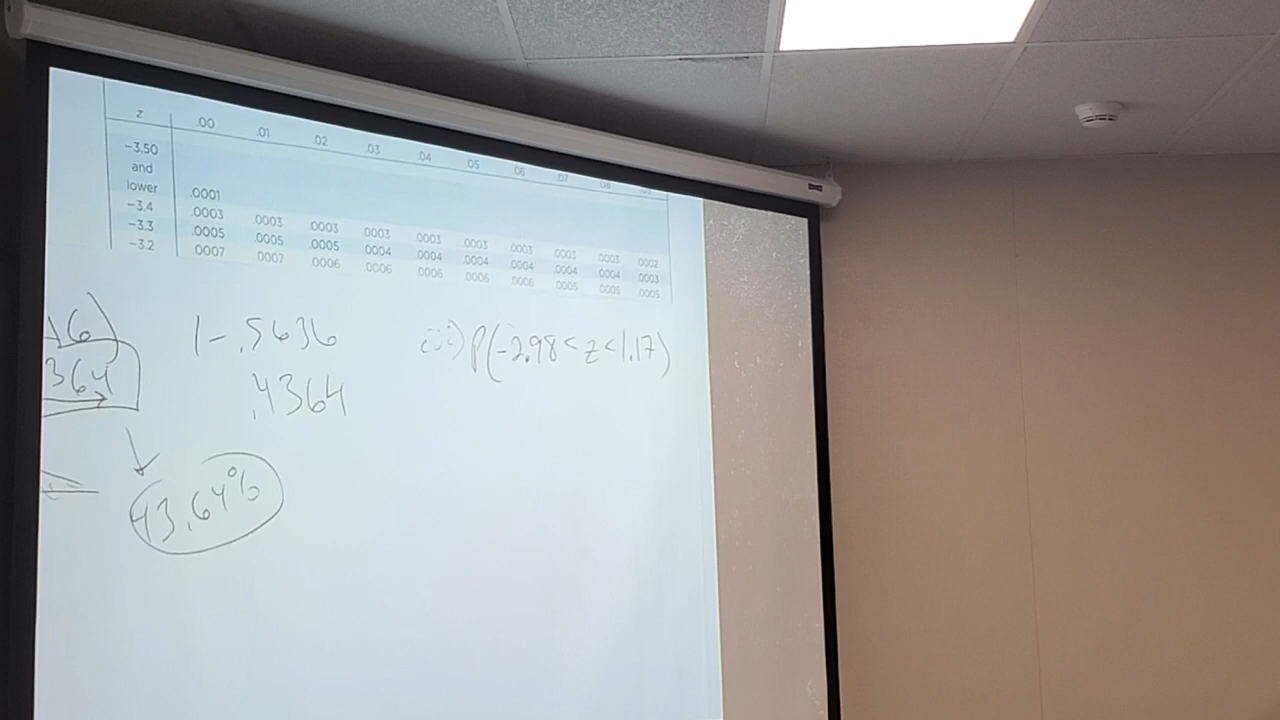 z .00 .01 .02 .03 .04 .05 .06 .07 .08
-3.50
and
lower .0001
-3.4 .0003 .0003 .0003 .0003 .0003 .0003 .0003 .0003 .0003 .0002
-3.3 .0005 .0005 .0005 .0004 .0004 .0004 .0004 .0004 .0004 .0003
-3.2 .0007 .0007 .0006 .0006 .0006 .0006 .0006 .0005 .0005 .0005
16) 1-.5636 iii) P(-2.98<z<1.17)
364 .4364
43.64%